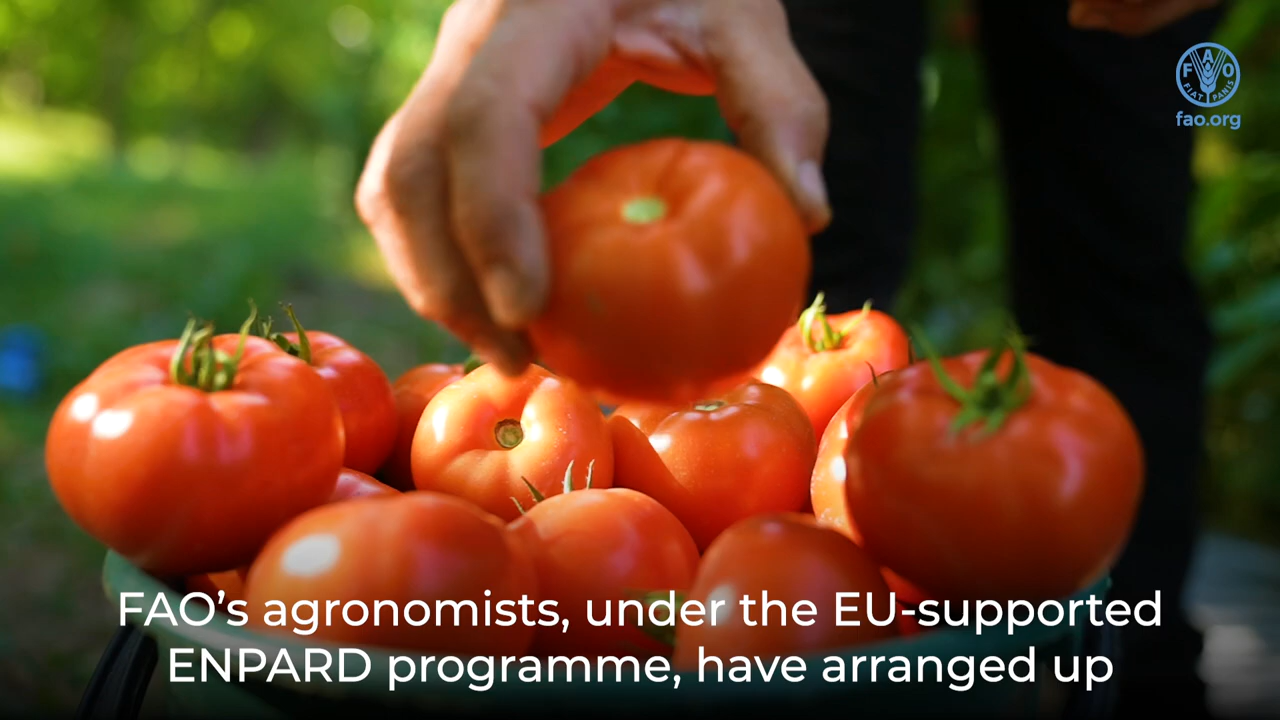 FAO
FIAT PANIS
fao.org
FAO’s agronomists, under the EU-supported
ENPARD programme, have arranged up